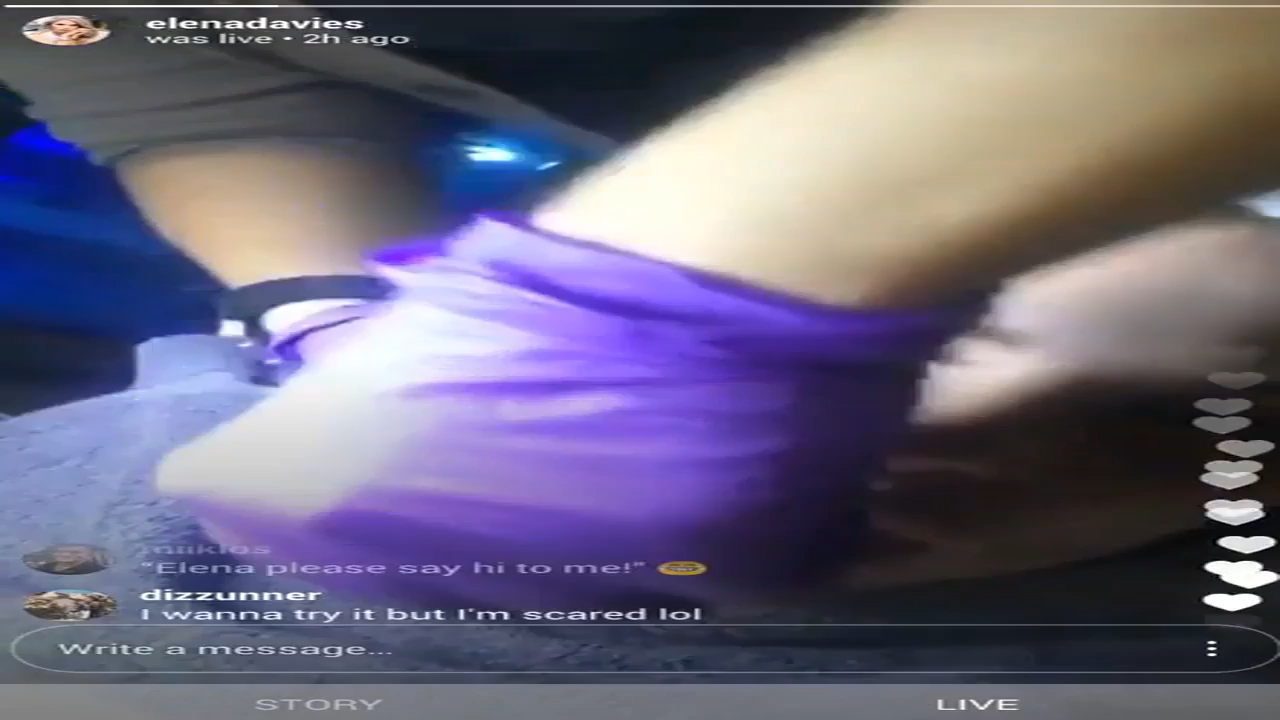 elenadavies
was live • 2h ago
"Elena please say hi to me!" 🤓
dizzunner
I wanna try it but I'm scared lol
Write a message...
STORY
LIVE